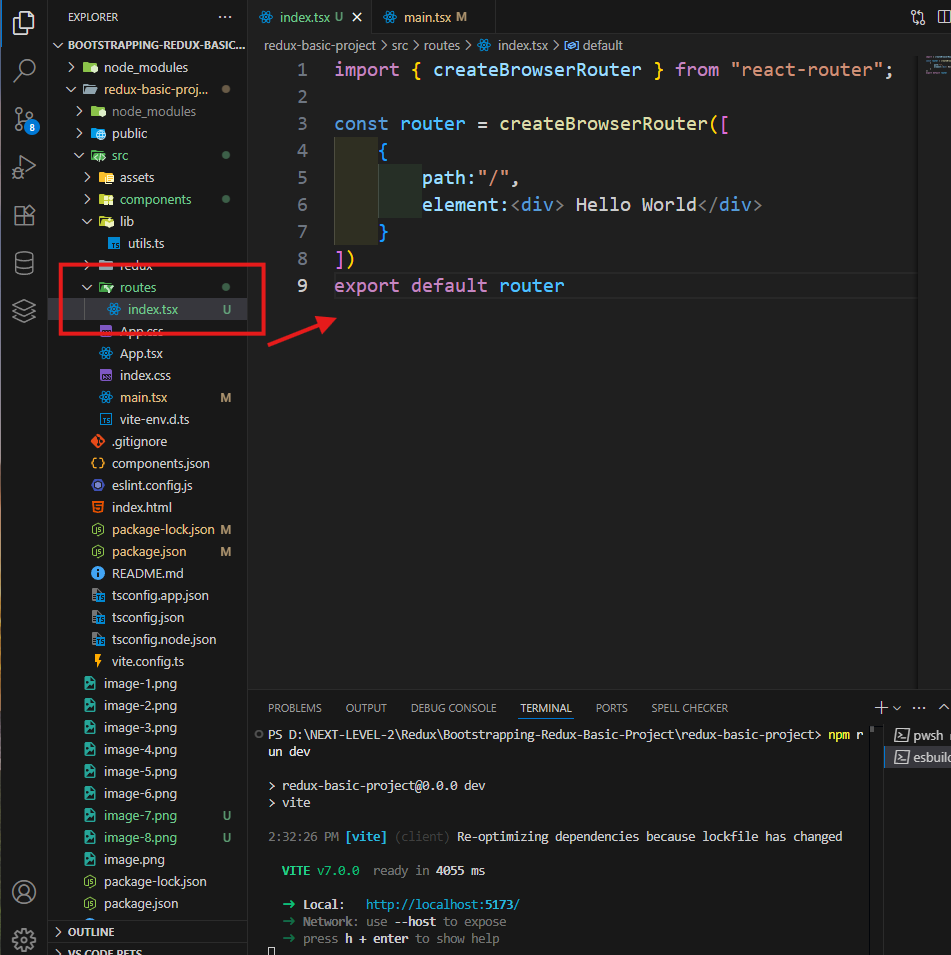 EXPLORER
BOOTSTRAPPING-REDUX-BASIC...
node_modules
redux-basic-proj...
node_modules
public
src
assets
components
lib
TS utils.ts
redux
routes
index.tsx U
App.css
App.tsx
index.css
main.tsx M
TS vite-env.d.ts
.gitignore
components.json
eslint.config.js
index.html
package-lock.json M
package.json M
README.md
tsconfig.app.json
tsconfig.json
tsconfig.node.json
vite.config.ts
image-1.png
image-2.png
image-3.png
image-4.png
image-5.png
image-6.png
image-7.png U
image-8.png U
image.png
package-lock.json
package.json
OUTLINE
VS CODE PETS
8
index.tsx U
main.tsx M
redux-basic-project > src > routes > index.tsx > default
1 import { createBrowserRouter } from "react-router";
2
3 const router = createBrowserRouter([
4 {
5 path:"/",
6 element:<div> Hello World</div>
7 }
8 ])
9 export default router
PROBLEMS OUTPUT DEBUG CONSOLE TERMINAL PORTS SPELL CHECKER
PS D:\NEXT-LEVEL-2\Redux\Bootstrapping-Redux-Basic-Project\redux-basic-project> npm r
un dev
> redux-basic-project@0.0.0 dev
> vite
2:32:26 PM [vite] (client) Re-optimizing dependencies because lockfile has changed
VITE v7.0.0 ready in 4055 ms
➜ Local: http://localhost:5173/
➜ Network: use --host to expose
➜ press h + enter to show help
pwsh
esbuild